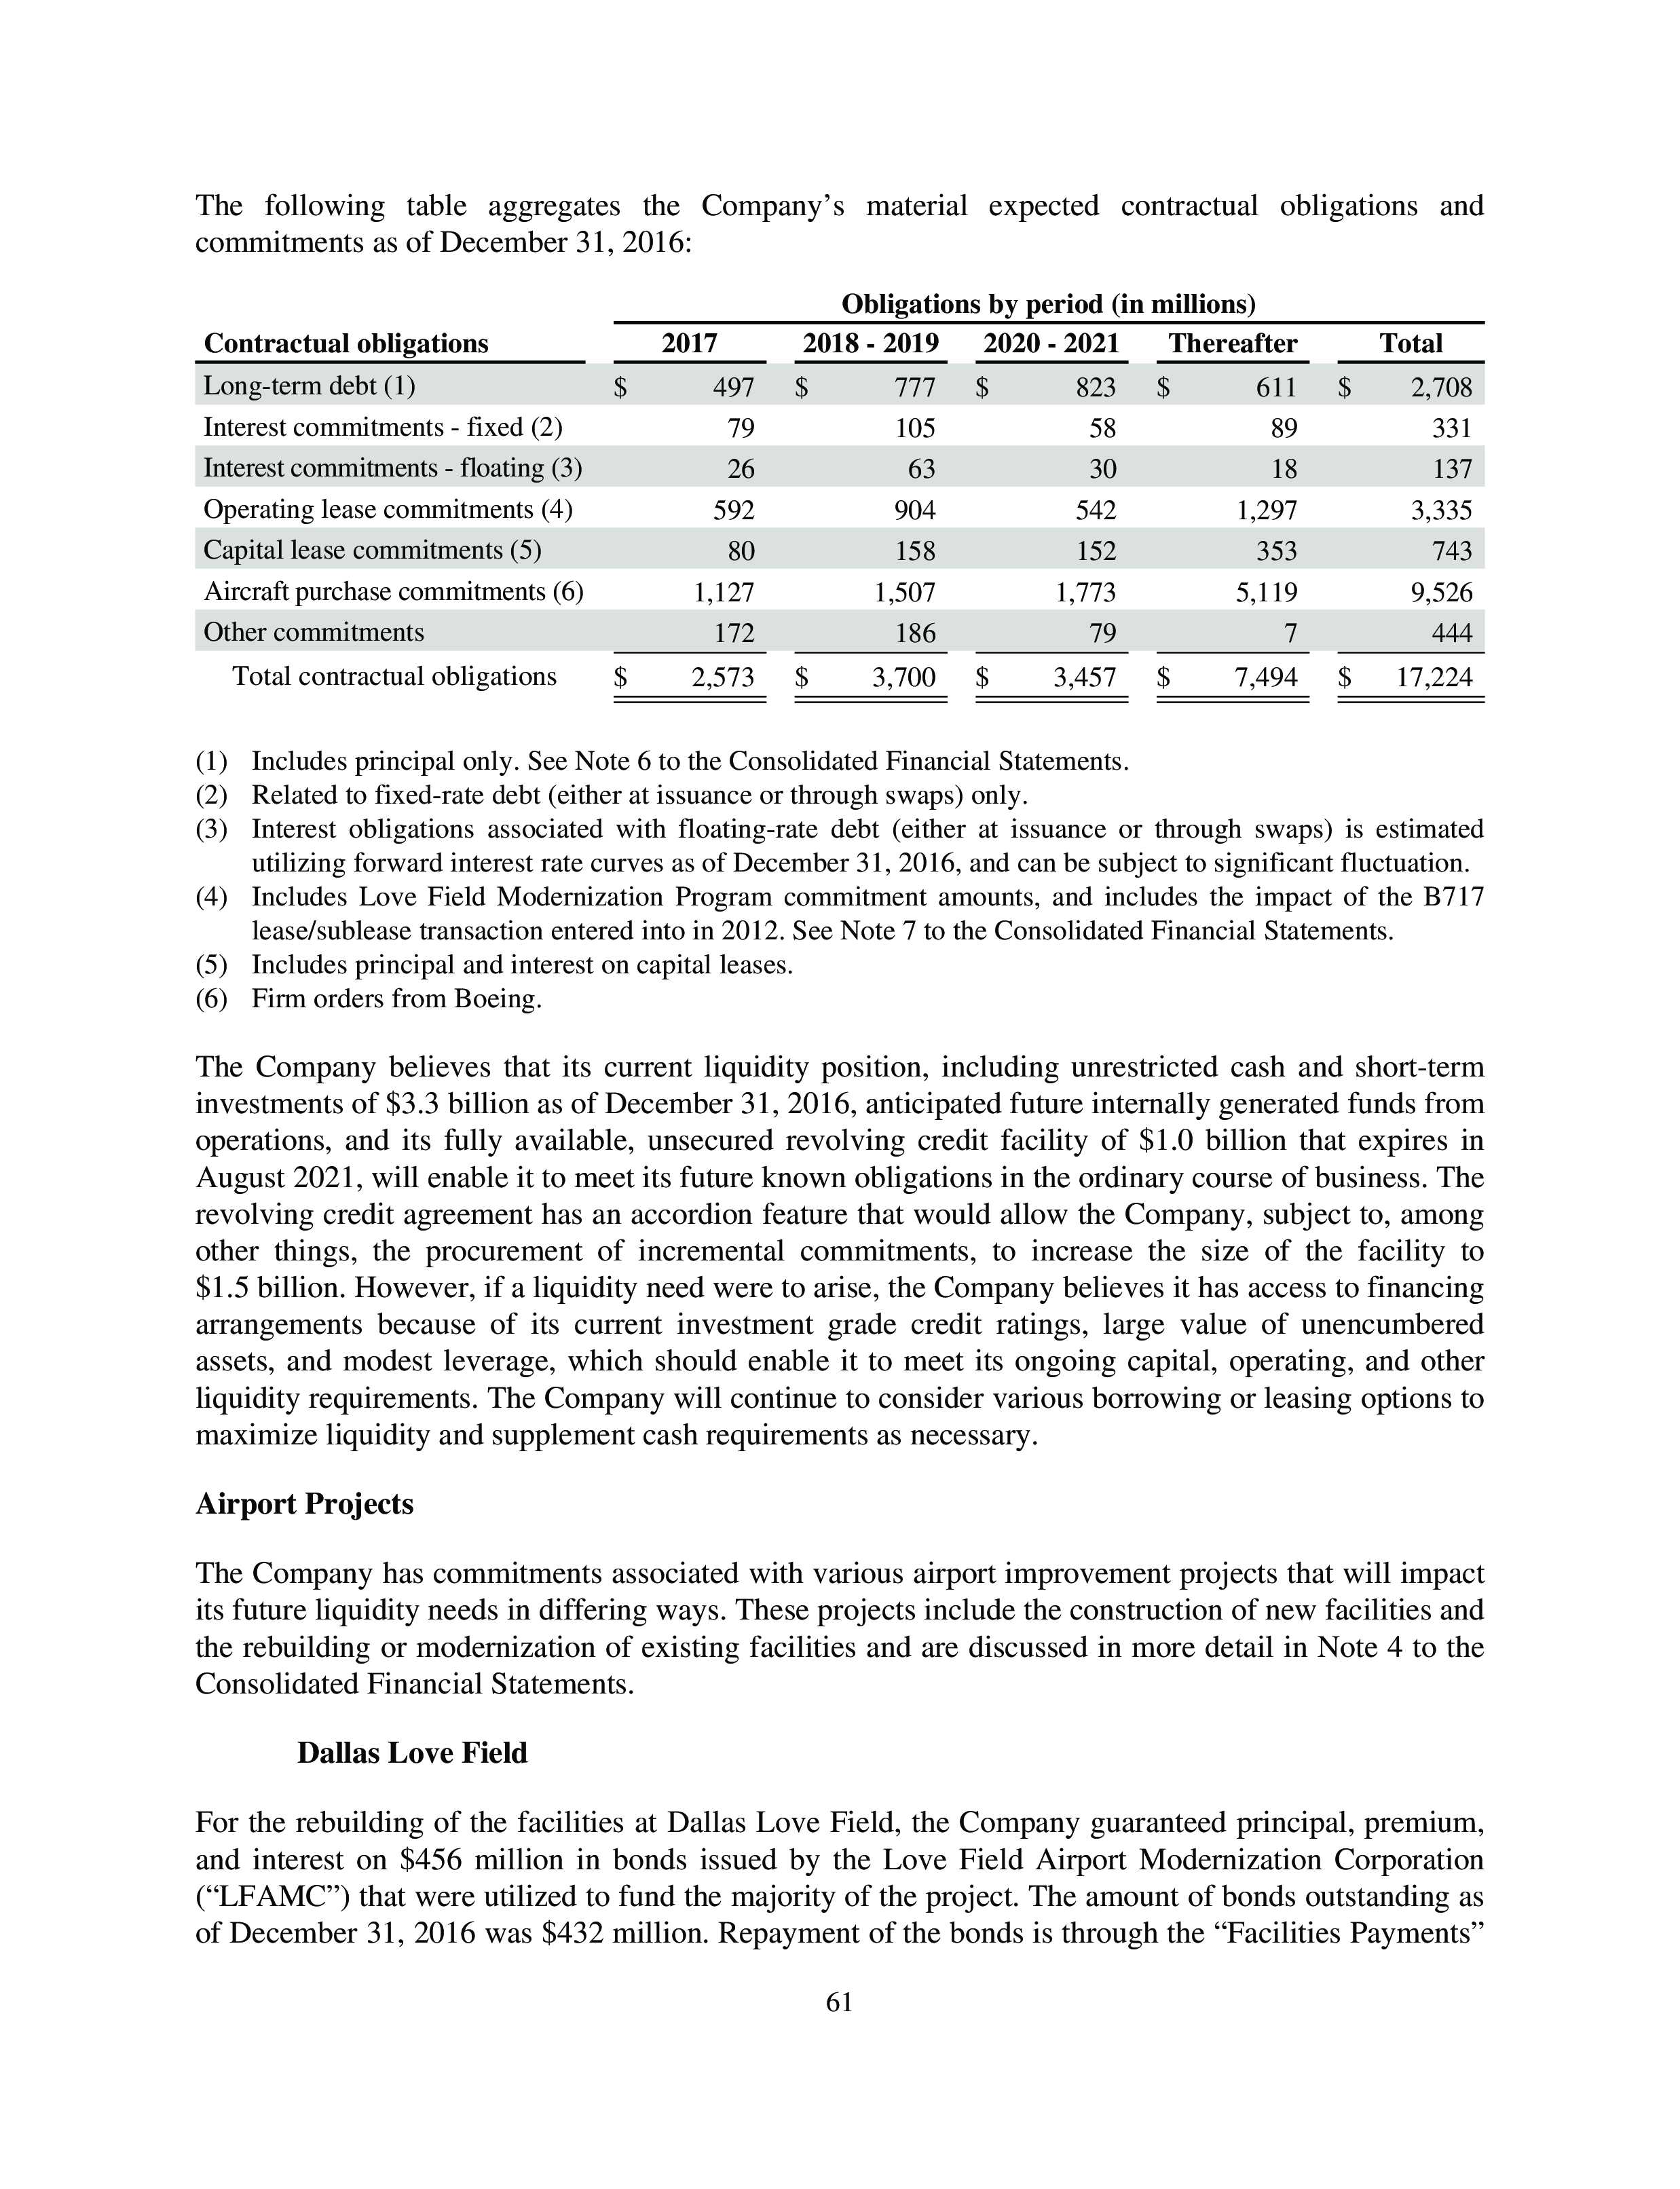 The following table aggregates the Company’s material expected contractual obligations and
commitments as of December 31, 2016:
Obligations by period (in millions)
Contractual obligations 2017 2018 - 2019 2020 - 2021 Thereafter Total
Long-term debt (1) $ 497 $ 777 $ 823 $ 611 $ 2,708
Interest commitments - fixed (2) 79 105 58 89 331
Interest commitments - floating (3) 26 63 30 18 137
Operating lease commitments (4) 592 904 542 1,297 3,335
Capital lease commitments (5) 80 158 152 353 743
Aircraft purchase commitments (6) 1,127 1,507 1,773 5,119 9,526
Other commitments 172 186 79 7 444
Total contractual obligations $ 2,573 $ 3,700 $ 3,457 $ 7,494 $ 17,224
(1) Includes principal only. See Note 6 to the Consolidated Financial Statements.
(2) Related to fixed-rate debt (either at issuance or through swaps) only.
(3) Interest obligations associated with floating-rate debt (either at issuance or through swaps) is estimated
utilizing forward interest rate curves as of December 31, 2016, and can be subject to significant fluctuation.
(4) Includes Love Field Modernization Program commitment amounts, and includes the impact of the B717
lease/sublease transaction entered into in 2012. See Note 7 to the Consolidated Financial Statements.
(5) Includes principal and interest on capital leases.
(6) Firm orders from Boeing.
The Company believes that its current liquidity position, including unrestricted cash and short-term
investments of $3.3 billion as of December 31, 2016, anticipated future internally generated funds from
operations, and its fully available, unsecured revolving credit facility of $1.0 billion that expires in
August 2021, will enable it to meet its future known obligations in the ordinary course of business. The
revolving credit agreement has an accordion feature that would allow the Company, subject to, among
other things, the procurement of incremental commitments, to increase the size of the facility to
$1.5 billion. However, if a liquidity need were to arise, the Company believes it has access to financing
arrangements because of its current investment grade credit ratings, large value of unencumbered
assets, and modest leverage, which should enable it to meet its ongoing capital, operating, and other
liquidity requirements. The Company will continue to consider various borrowing or leasing options to
maximize liquidity and supplement cash requirements as necessary.
Airport Projects
The Company has commitments associated with various airport improvement projects that will impact
its future liquidity needs in differing ways. These projects include the construction of new facilities and
the rebuilding or modernization of existing facilities and are discussed in more detail in Note 4 to the
Consolidated Financial Statements.
Dallas Love Field
For the rebuilding of the facilities at Dallas Love Field, the Company guaranteed principal, premium,
and interest on $456 million in bonds issued by the Love Field Airport Modernization Corporation
(“LFAMC”) that were utilized to fund the majority of the project. The amount of bonds outstanding as
of December 31, 2016 was $432 million. Repayment of the bonds is through the “Facilities Payments”
61